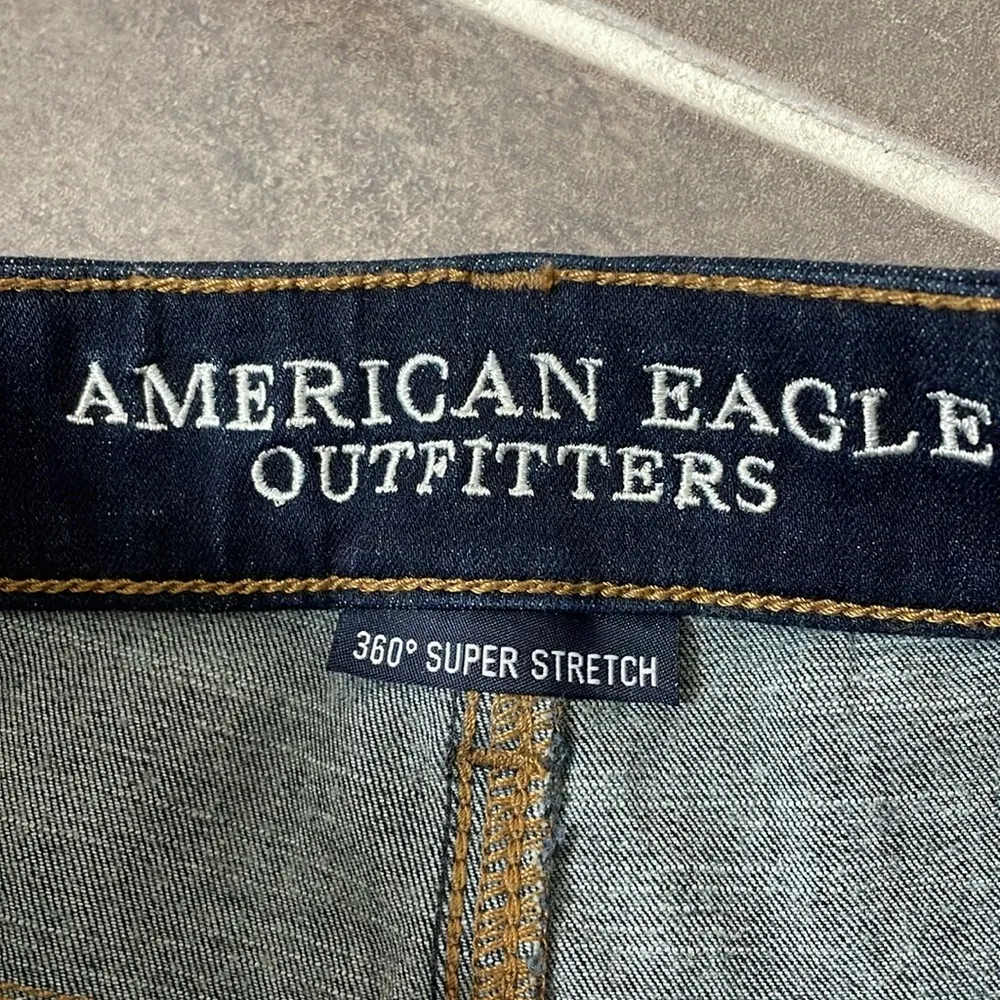 AMERICAN EAGLE
OUTFITTERS
360° SUPER STRETCH